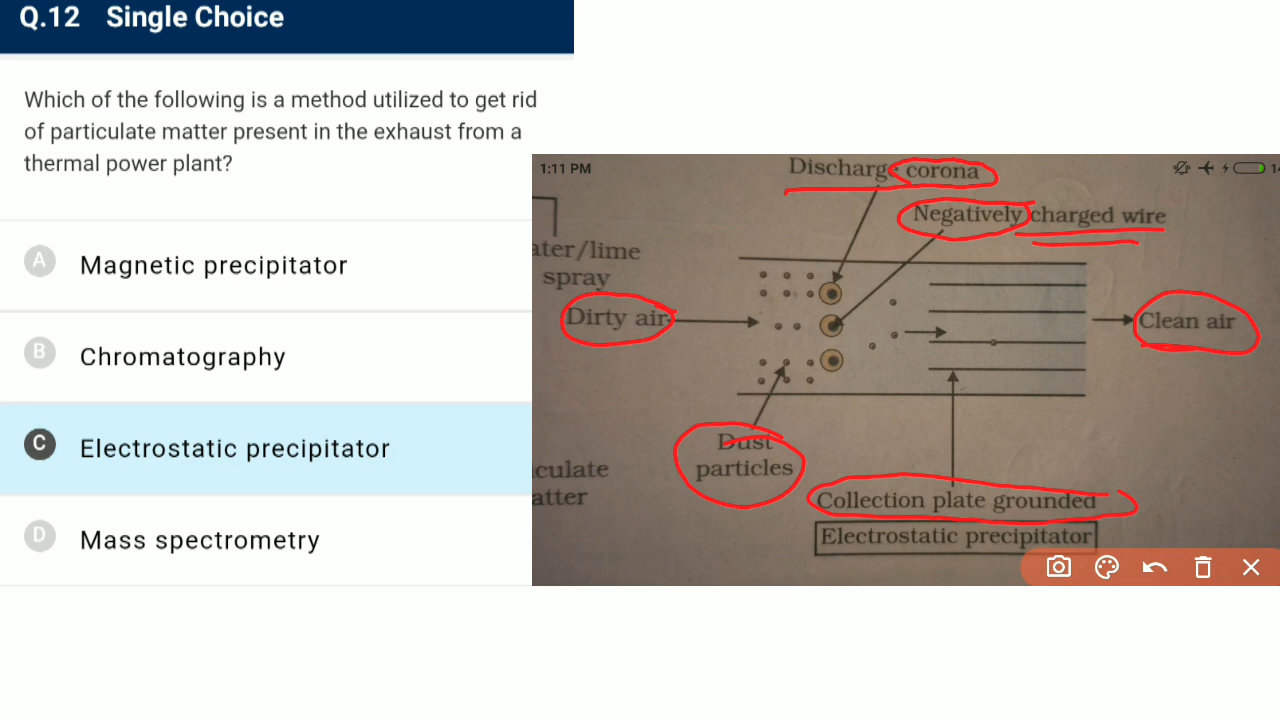 Q.12 Single Choice
Which of the following is a method utilized to get rid
of particulate matter present in the exhaust from a
thermal power plant?
A Magnetic precipitator
B Chromatography
C Electrostatic precipitator
D Mass spectrometry
1:11 PM
Discharge corona
Negatively charged wire
ater/lime
spray
Dirty air
Clean air
Dust
particles
culate
atter
Collection plate grounded
Electrostatic precipitator